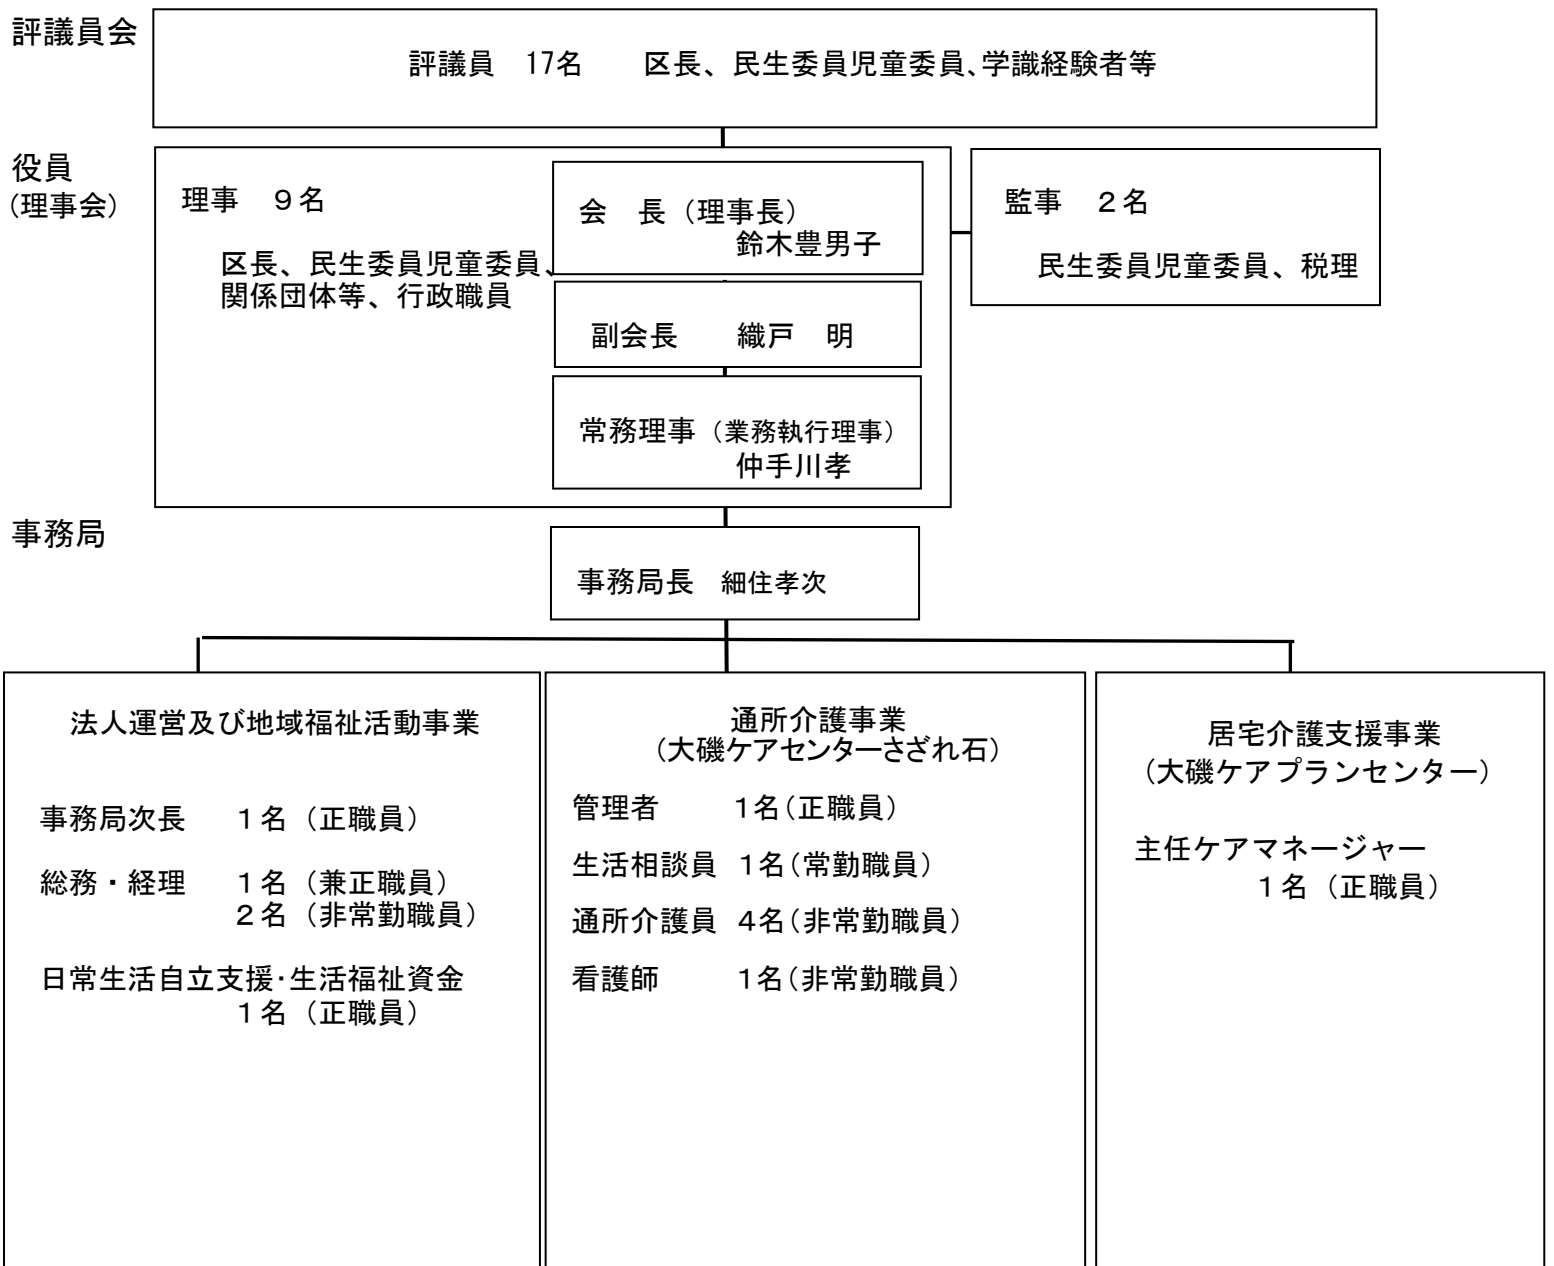 評議員会
評議員　17名　　区長、民生委員児童委員、学識経験者等
役員
(理事会)
理事　９名
区長、民生委員児童委員、
関係団体等、行政職員
会　長（理事長）
鈴木豊男子
副会長　　織戸　明
常務理事（業務執行理事）
仲手川孝
監事　２名
民生委員児童委員、税理
事務局
事務局長　細住孝次
法人運営及び地域福祉活動事業
事務局次長　１名（正職員）
総務・経理　１名（兼正職員）
２名（非常勤職員）
日常生活自立支援・生活福祉資金
１名（正職員）
通所介護事業
（大磯ケアセンターさざれ石）
管理者　　１名（正職員）
生活相談員　１名（常勤職員）
通所介護員　４名（非常勤職員）
看護師　　１名（非常勤職員）
居宅介護支援事業
（大磯ケアプランセンター）
主任ケアマネージャー
１名（正職員）